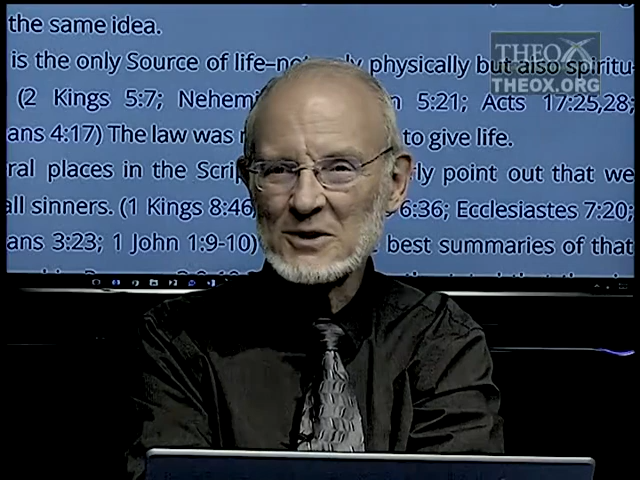 the same idea.
is the only Source of life–not physically but also spiritu-
(2 Kings 5:7; 5:21; Acts 17:25,28;
ans 4:17) The law was to give life.
ral places in the point out that we
all sinners. (1 Kings 8:46 6:36; Ecclesiastes 7:20;
ans 3:23; 1 John 1:9-10) best summaries of that
THEOX
THEOX.ORG